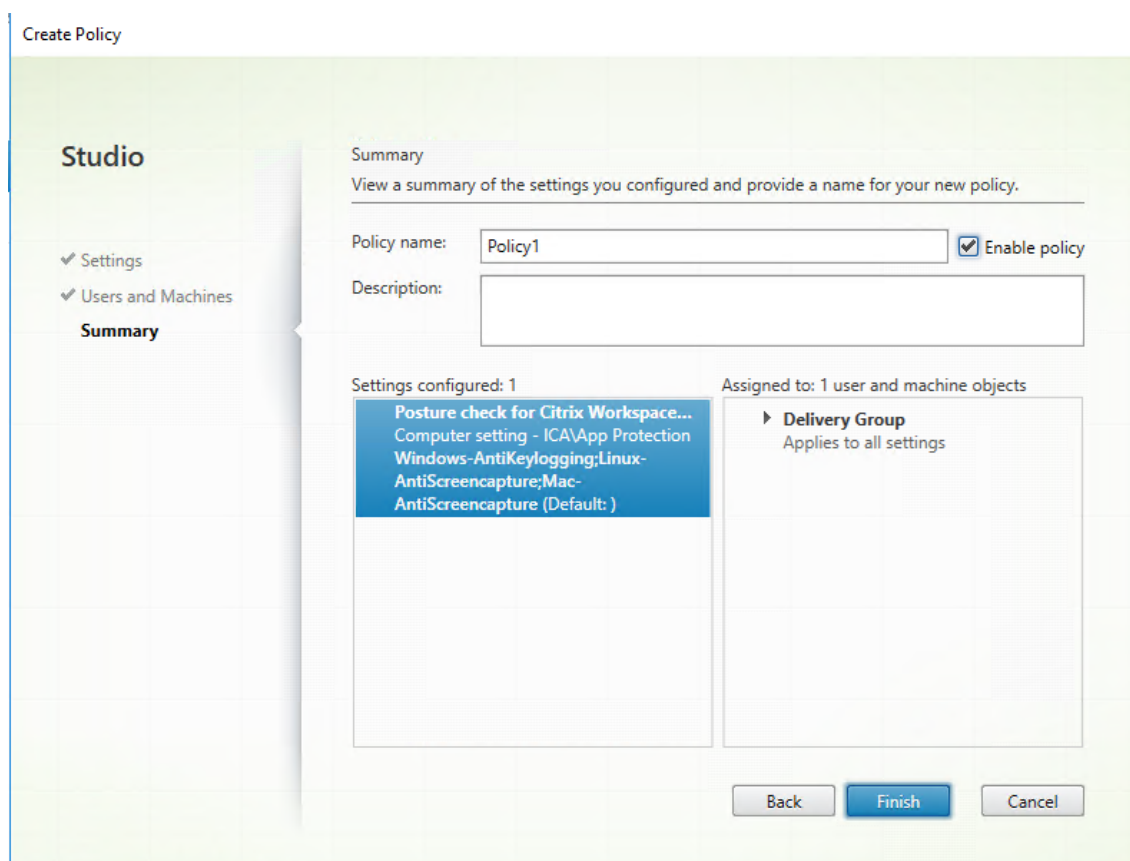 Create Policy
Studio
Settings
Users and Machines
Summary
Summary
View a summary of the settings you configured and provide a name for your new policy.
Policy name:
Policy1
Enable policy
Description:
Settings configured: 1
Posture check for Citrix Workspace...
Computer setting - ICA\App Protection
Windows-AntiKeylogging;Linux-
AntiScreencapture;Mac-
AntiScreencapture (Default: )
Assigned to: 1 user and machine objects
Delivery Group
Applies to all settings
Back
Finish
Cancel